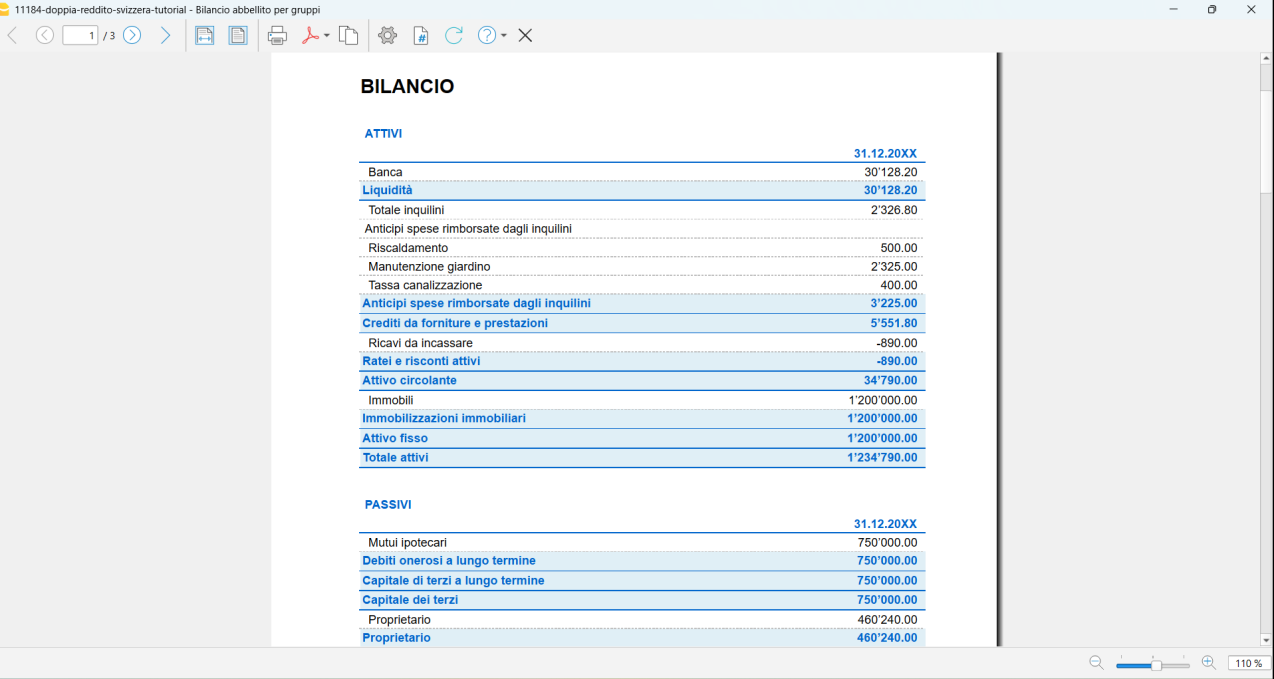 11184-doppia-reddito-svizzera-tutorial - Bilancio abbellito per gruppi
1 / 3
#
?
BILANCIO
ATTIVI
31.12.20XX
Banca 30'128.20
Liquidità 30'128.20
Totale inquilini 2'326.80
Anticipi spese rimborsate dagli inquilini
Riscaldamento 500.00
Manutenzione giardino 2'325.00
Tassa canalizzazione 400.00
Anticipi spese rimborsate dagli inquilini 3'225.00
Crediti da forniture e prestazioni 5'551.80
Ricavi da incassare -890.00
Ratei e risconti attivi -890.00
Attivo circolante 34'790.00
Immobili 1'200'000.00
Immobilizzazioni immobiliari 1'200'000.00
Attivo fisso 1'200'000.00
Totale attivi 1'234'790.00
PASSIVI
31.12.20XX
Mutui ipotecari 750'000.00
Debiti onerosi a lungo termine 750'000.00
Capitale di terzi a lungo termine 750'000.00
Capitale dei terzi 750'000.00
Proprietario 460'240.00
Proprietario 460'240.00
110 %